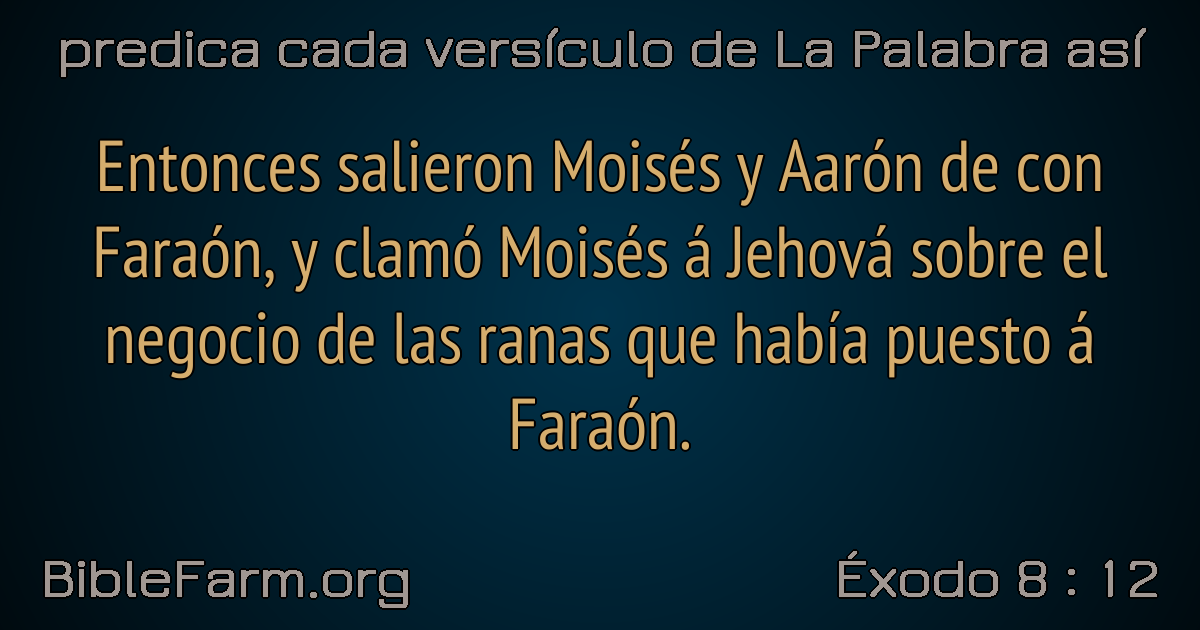 predica cada versículo de La Palabra así
Entonces salieron Moisés y Aarón de con
Faraón, y clamó Moisés á Jehová sobre el
negocio de las ranas que había puesto á
Faraón.
BibleFarm.org
Éxodo 8 : 12